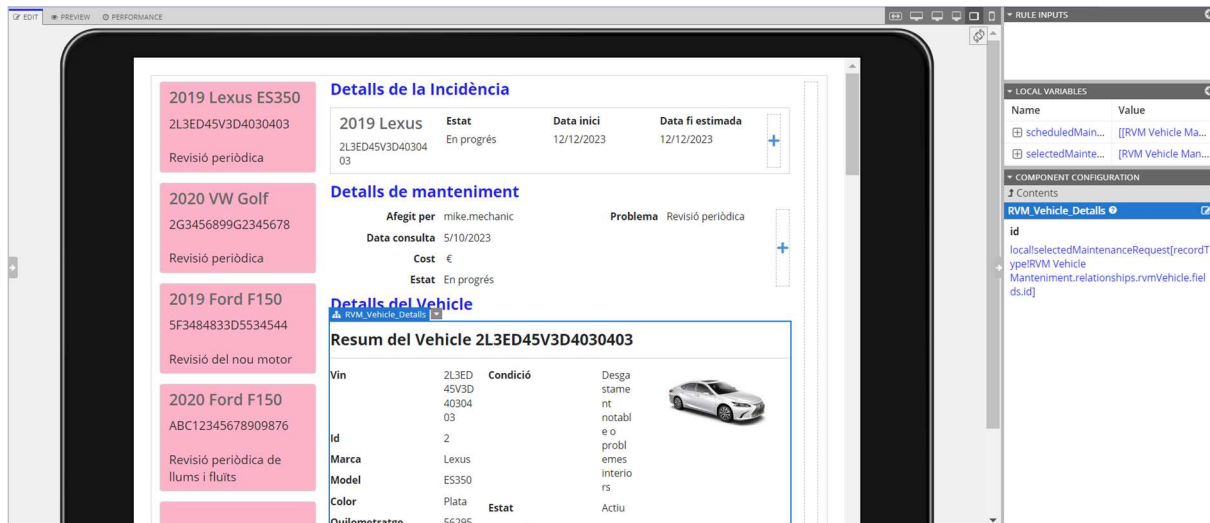 EDIT
PREVIEW
PERFORMANCE
2019 Lexus ES350
2L3ED45V3D4030403
Revisió periòdica
2020 VW Golf
2G3456899G2345678
Revisió periòdica
2019 Ford F150
5F3484833D5534544
Revisió del nou motor
2020 Ford F150
ABC12345678909876
Revisió periòdica de
llums i fluïts
Detalls de la Incidència
2019 Lexus
2L3ED45V3D40304
03
Estat
En progrés
Data inici
12/12/2023
Data fi estimada
12/12/2023
Detalls de manteniment
Afegit per mike.mechanic
Data consulta 5/10/2023
Cost €
Estat En progrés
Problema Revisió periòdica
Detalls del Vehicle
RVM_Vehicle_Detalls
Resum del Vehicle 2L3ED45V3D4030403
Vin
2L3ED
45V3D
40304
03
Id 2
Marca Lexus
Model ES350
Color Plata
Quilometratge 56295
Condició
Desga
stame
nt
notabl
e o
probl
emes
interio
rs
Estat Actiu
RULE INPUTS
LOCAL VARIABLES
Name Value
scheduledMain... [[RVM Vehicle Ma...
selectedMainte... [RVM Vehicle Man...
COMPONENT CONFIGURATION
Contents
RVM_Vehicle_Detalls
id
local!selectedMaintenanceRequest[recordT
ype!RVM Vehicle
Manteniment.relationships.rvmVehicle.fiel
ds.id]